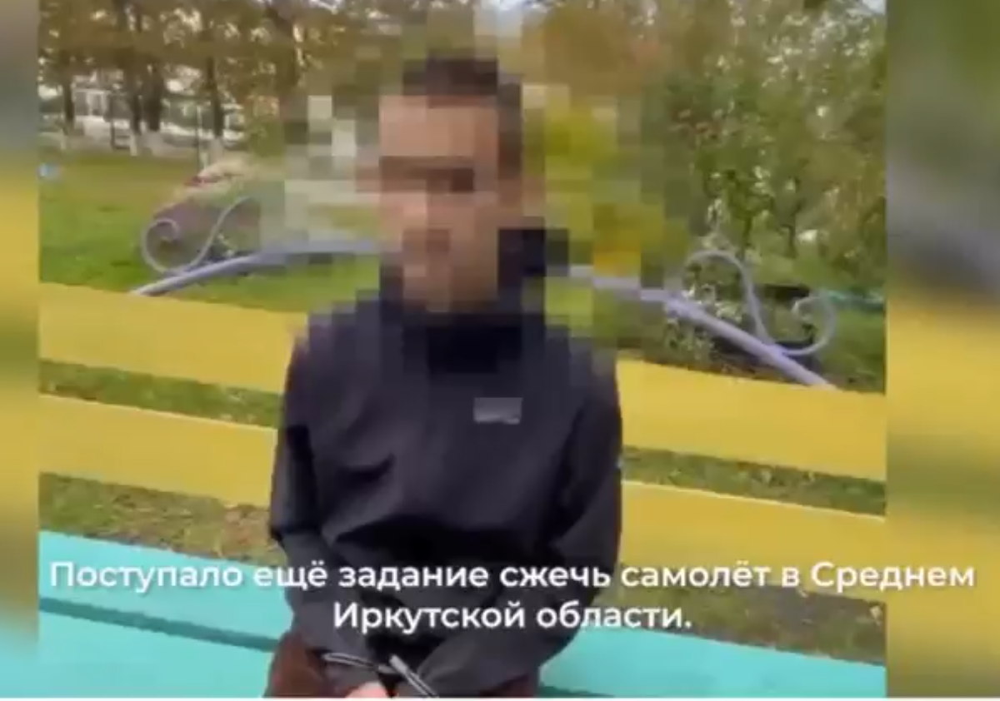 Поступало ещё задание сжечь самолёт в Среднем
Иркутской области.